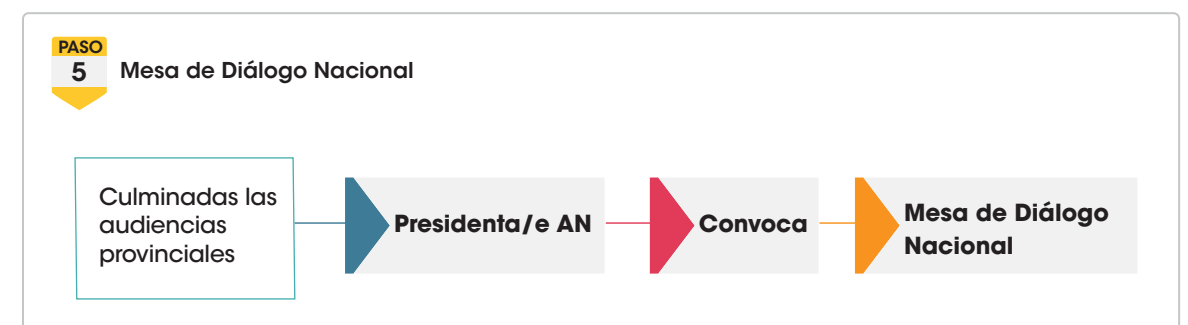 PASO
5
Mesa de Diálogo Nacional
Culminadas las
audiencias
provinciales
Presidenta/e AN
Convoca
Mesa de Diálogo
Nacional